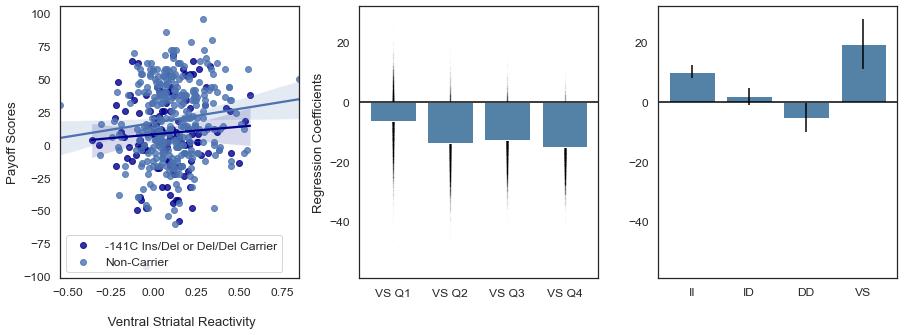 100
75
50
25
0
−25
−50
−75
−100
Payoff Scores
-141C Ins/Del or Del/Del Carrier
Non-Carrier
−0.50 −0.25 0.00 0.25 0.50 0.75
Ventral Striatal Reactivity
20
0
−20
−40
Regression Coefficients
VS Q1 VS Q2 VS Q3 VS Q4
20
0
−20
−40
II ID DD VS